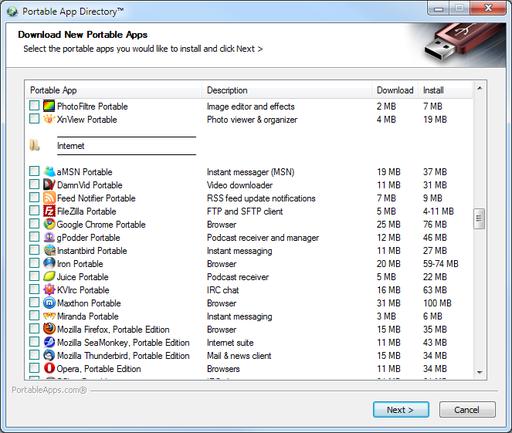 Portable App Directory™
Download New Portable Apps
Select the portable apps you would like to install and click Next >
Portable App Description Download Install
PhotoFiltre Portable Image editor and effects 2 MB 7 MB
XnView Portable Photo viewer & organizer 4 MB 19 MB
Internet
aMSN Portable Instant messager (MSN) 19 MB 37 MB
DamnVid Portable Video downloader 11 MB 31 MB
Feed Notifier Portable RSS feed update notifications 7 MB 9 MB
FileZilla Portable FTP and SFTP client 5 MB 4-11 MB
Google Chrome Portable Browser 25 MB 76 MB
gPodder Portable Podcast receiver and manager 12 MB 46 MB
Instantbird Portable Instant messaging 11 MB 27 MB
Iron Portable Browser 20 MB 59-74 MB
Juice Portable Podcast receiver 5 MB 22 MB
KVIrc Portable IRC chat 16 MB 63 MB
Maxthon Portable Browser 31 MB 100 MB
Miranda Portable Instant messaging 3 MB 6 MB
Mozilla Firefox, Portable Edition Browser 15 MB 35 MB
Mozilla SeaMonkey, Portable Edition Internet suite 11 MB 43 MB
Mozilla Thunderbird, Portable Edition Mail & news client 15 MB 34 MB
Opera, Portable Edition Browsers 11 MB 34 MB
PortableApps.com®
Next >
Cancel